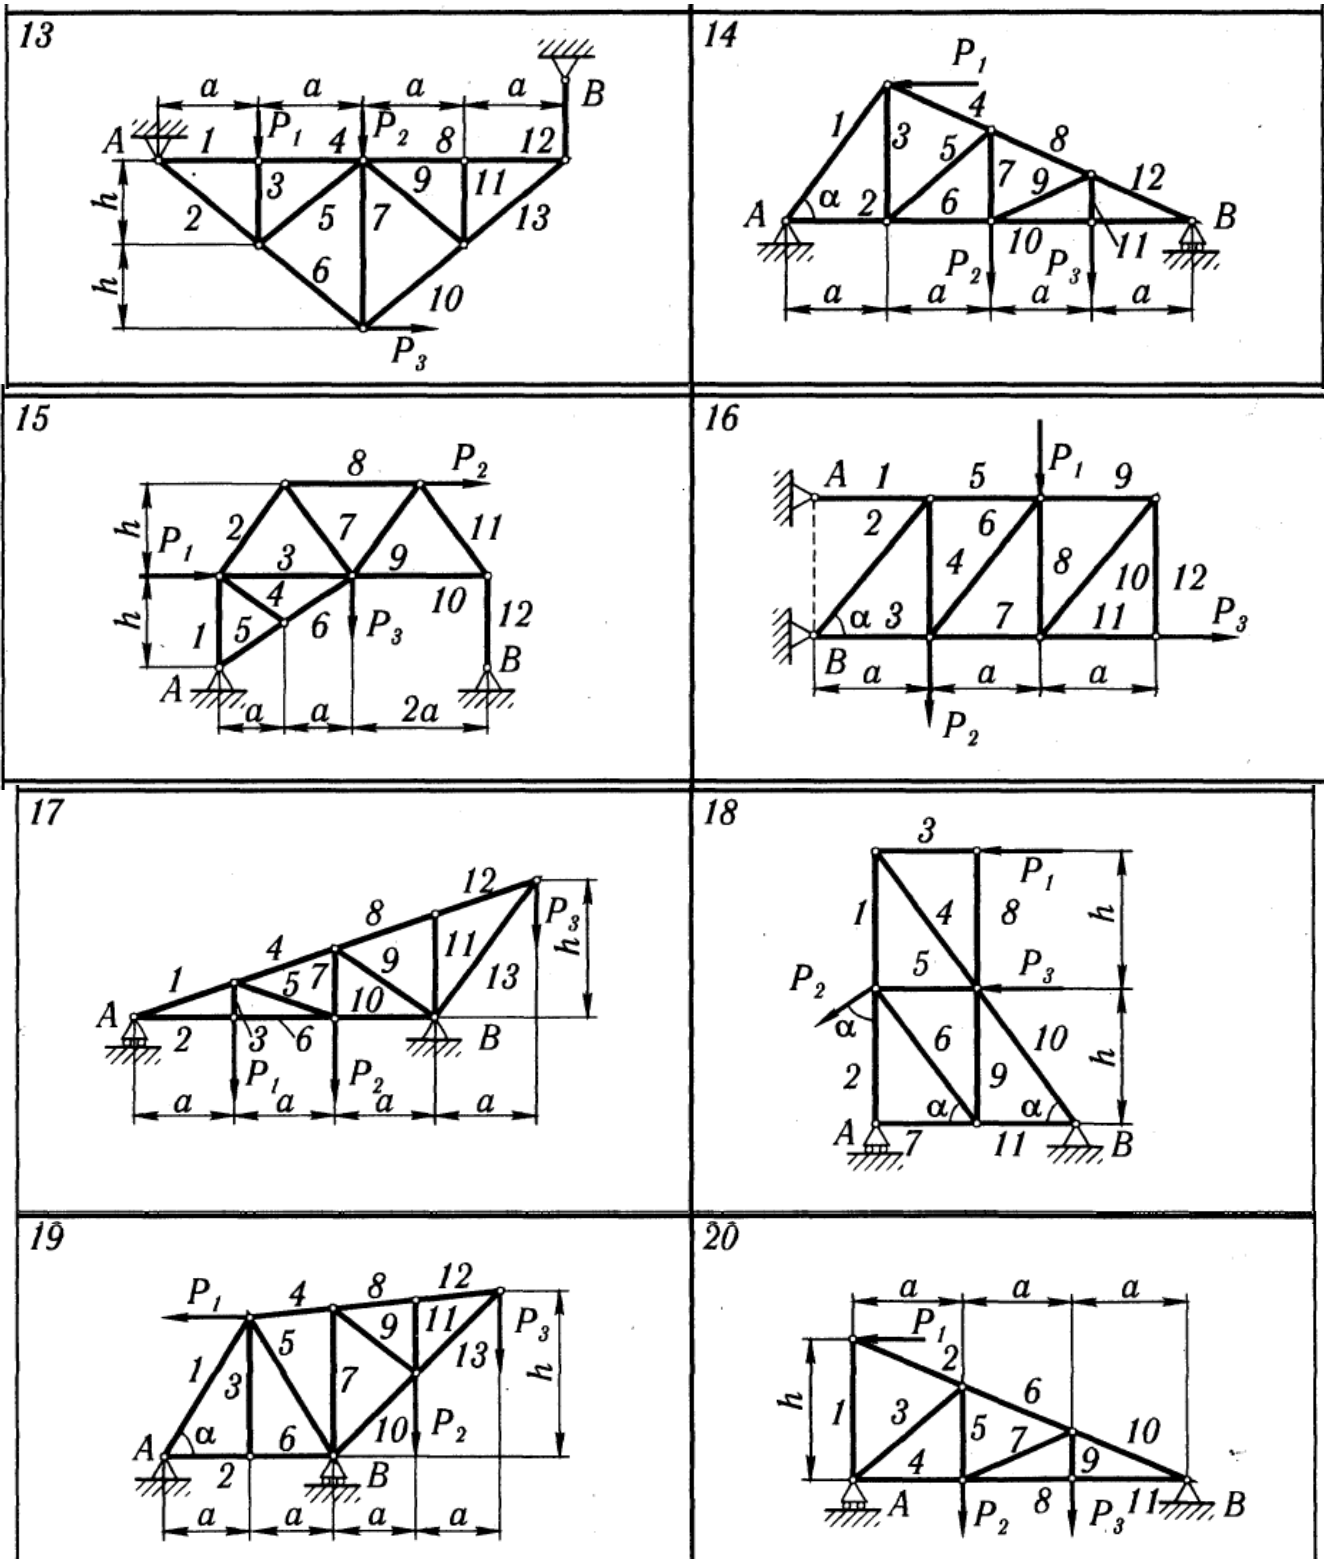 13
a a a a
A P₁ P₂ B
1 4 8 12
h 2 3 5 7 9 11 13
h 6 10
P₃
14
P₁
1 3 4 5 8
A α 2 6 7 9 12 B
P₂ 10 P₃ 11
a a a a
15
8 P₂
h P₁ 2 7 11
3 9
h 4 10 12
1 5 6 P₃
A B
a a 2a
16
A 1 5 P₁ 9
2 6
4 8 10 12
α 3 7 11 P₃
B
a a a
P₂
17
12
8 P₃ h
4 11
1 5 7 9 13
A 2 3 6 10 B
P₁ P₂
a a a a
18
3
P₁
1 4 8 h
P₂ 5 P₃
α 6 10 h
2 9
α α
A 7 11 B
19
P₁ 4 8 12
5 9 11 P₃
1 3 7 13 h
A α 6 10 P₂
2 B
a a a a
20
a a a
P₁
2
h 6
1 3 5 7 10
4 9
A P₂ 8 P₃ 11 B